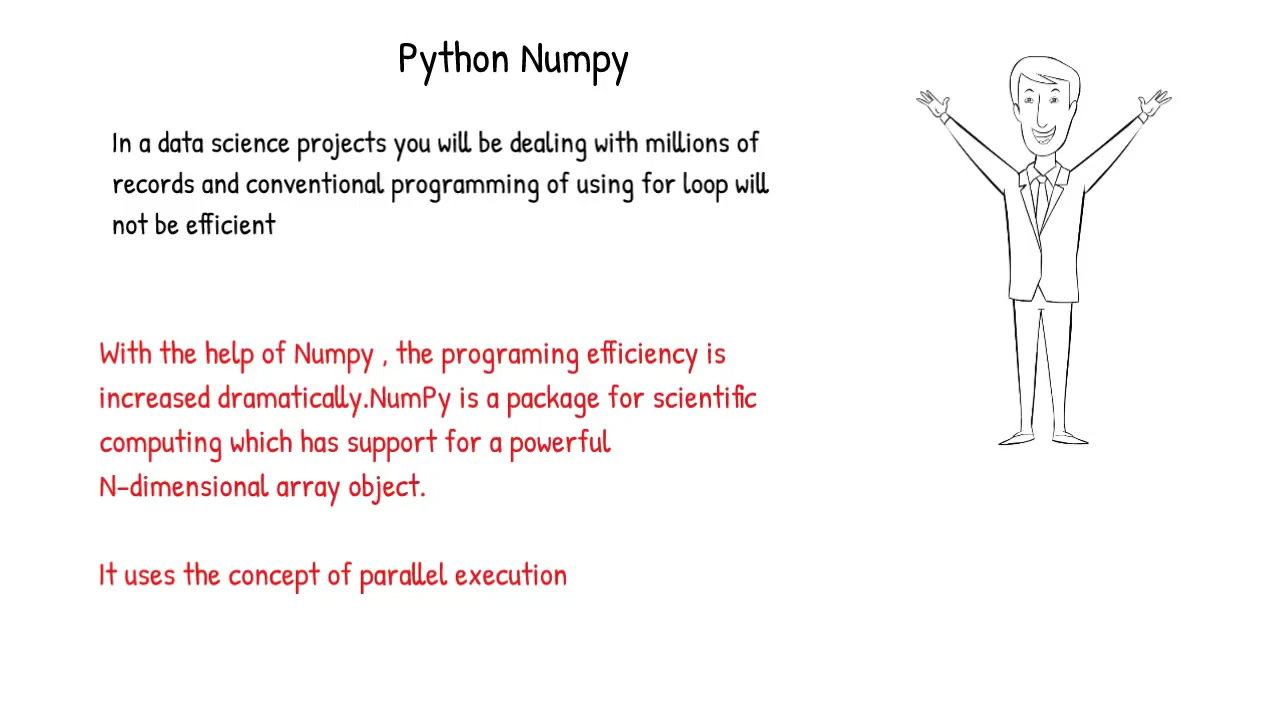 Python Numpy
In a data science projects you will be dealing with millions of
records and conventional programming of using for loop will
not be efficient
With the help of Numpy , the programing efficiency is
increased dramatically.NumPy is a package for scientific
computing which has support for a powerful
N-dimensional array object.
It uses the concept of parallel execution